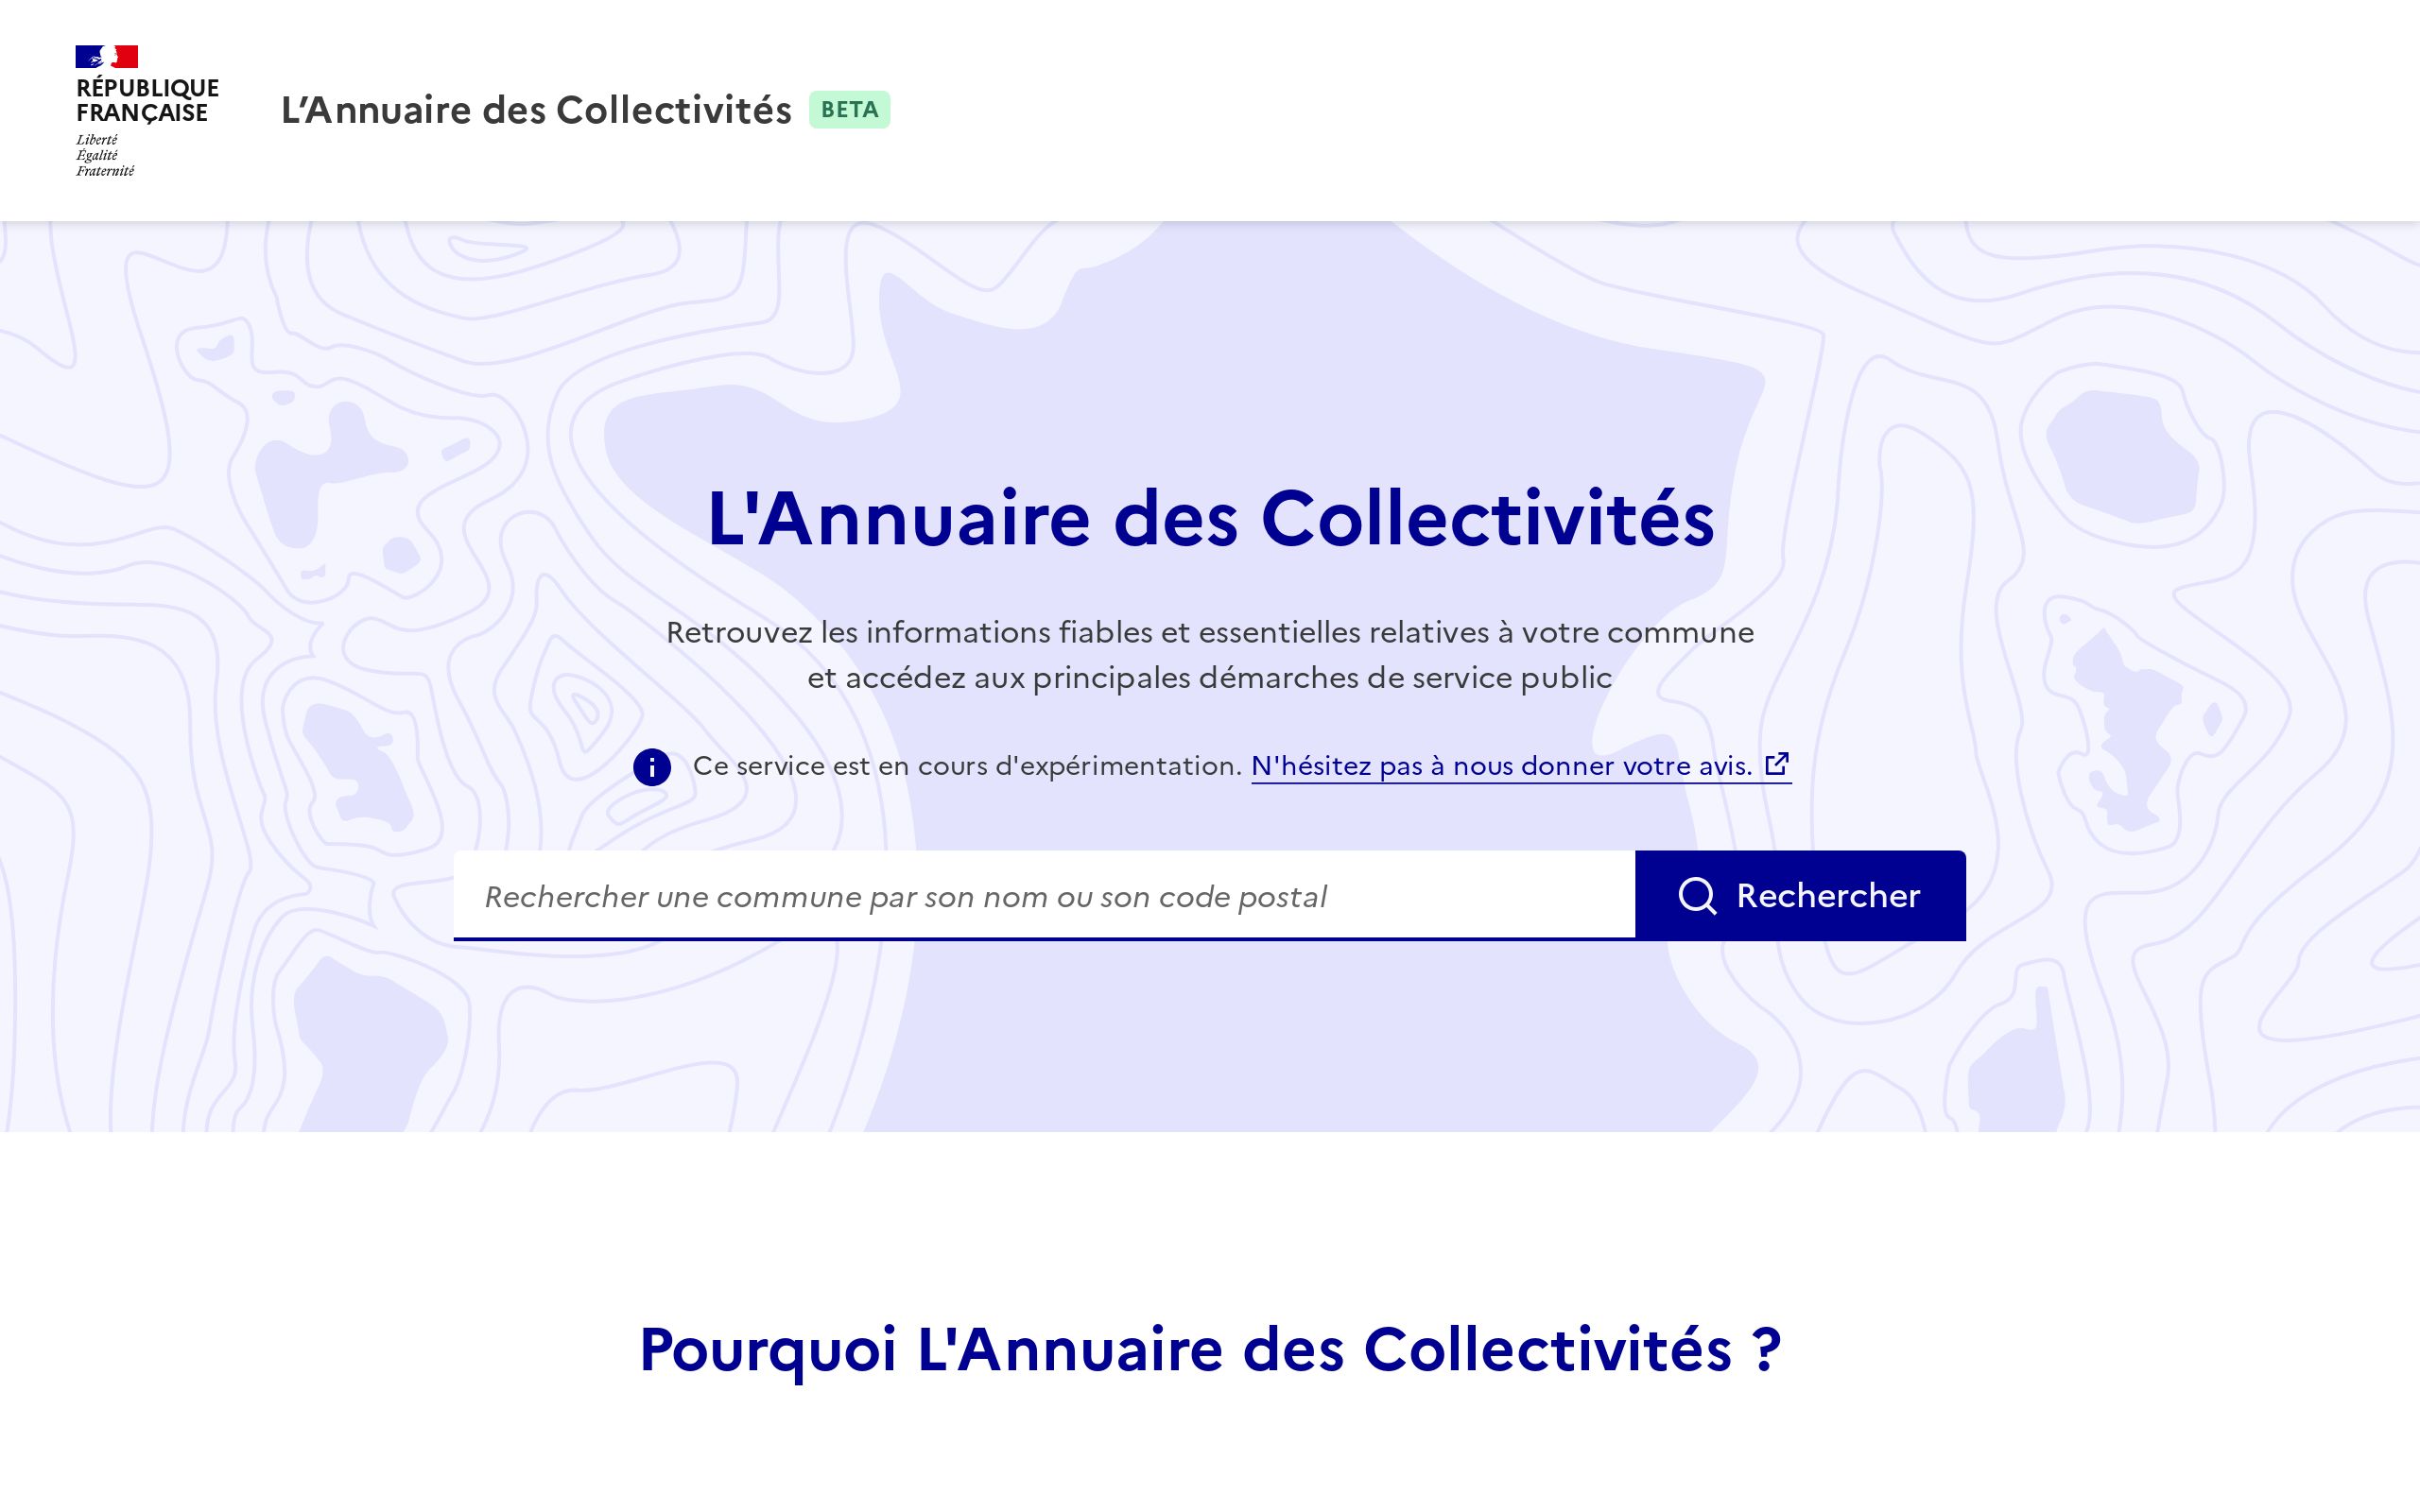 RÉPUBLIQUE
FRANÇAISE
Liberté
Égalité
Fraternité
L’Annuaire des Collectivités BETA
L'Annuaire des Collectivités
Retrouvez les informations fiables et essentielles relatives à votre commune
et accédez aux principales démarches de service public
Ce service est en cours d'expérimentation. N'hésitez pas à nous donner votre avis.
Rechercher une commune par son nom ou son code postal
Rechercher
Pourquoi L'Annuaire des Collectivités ?